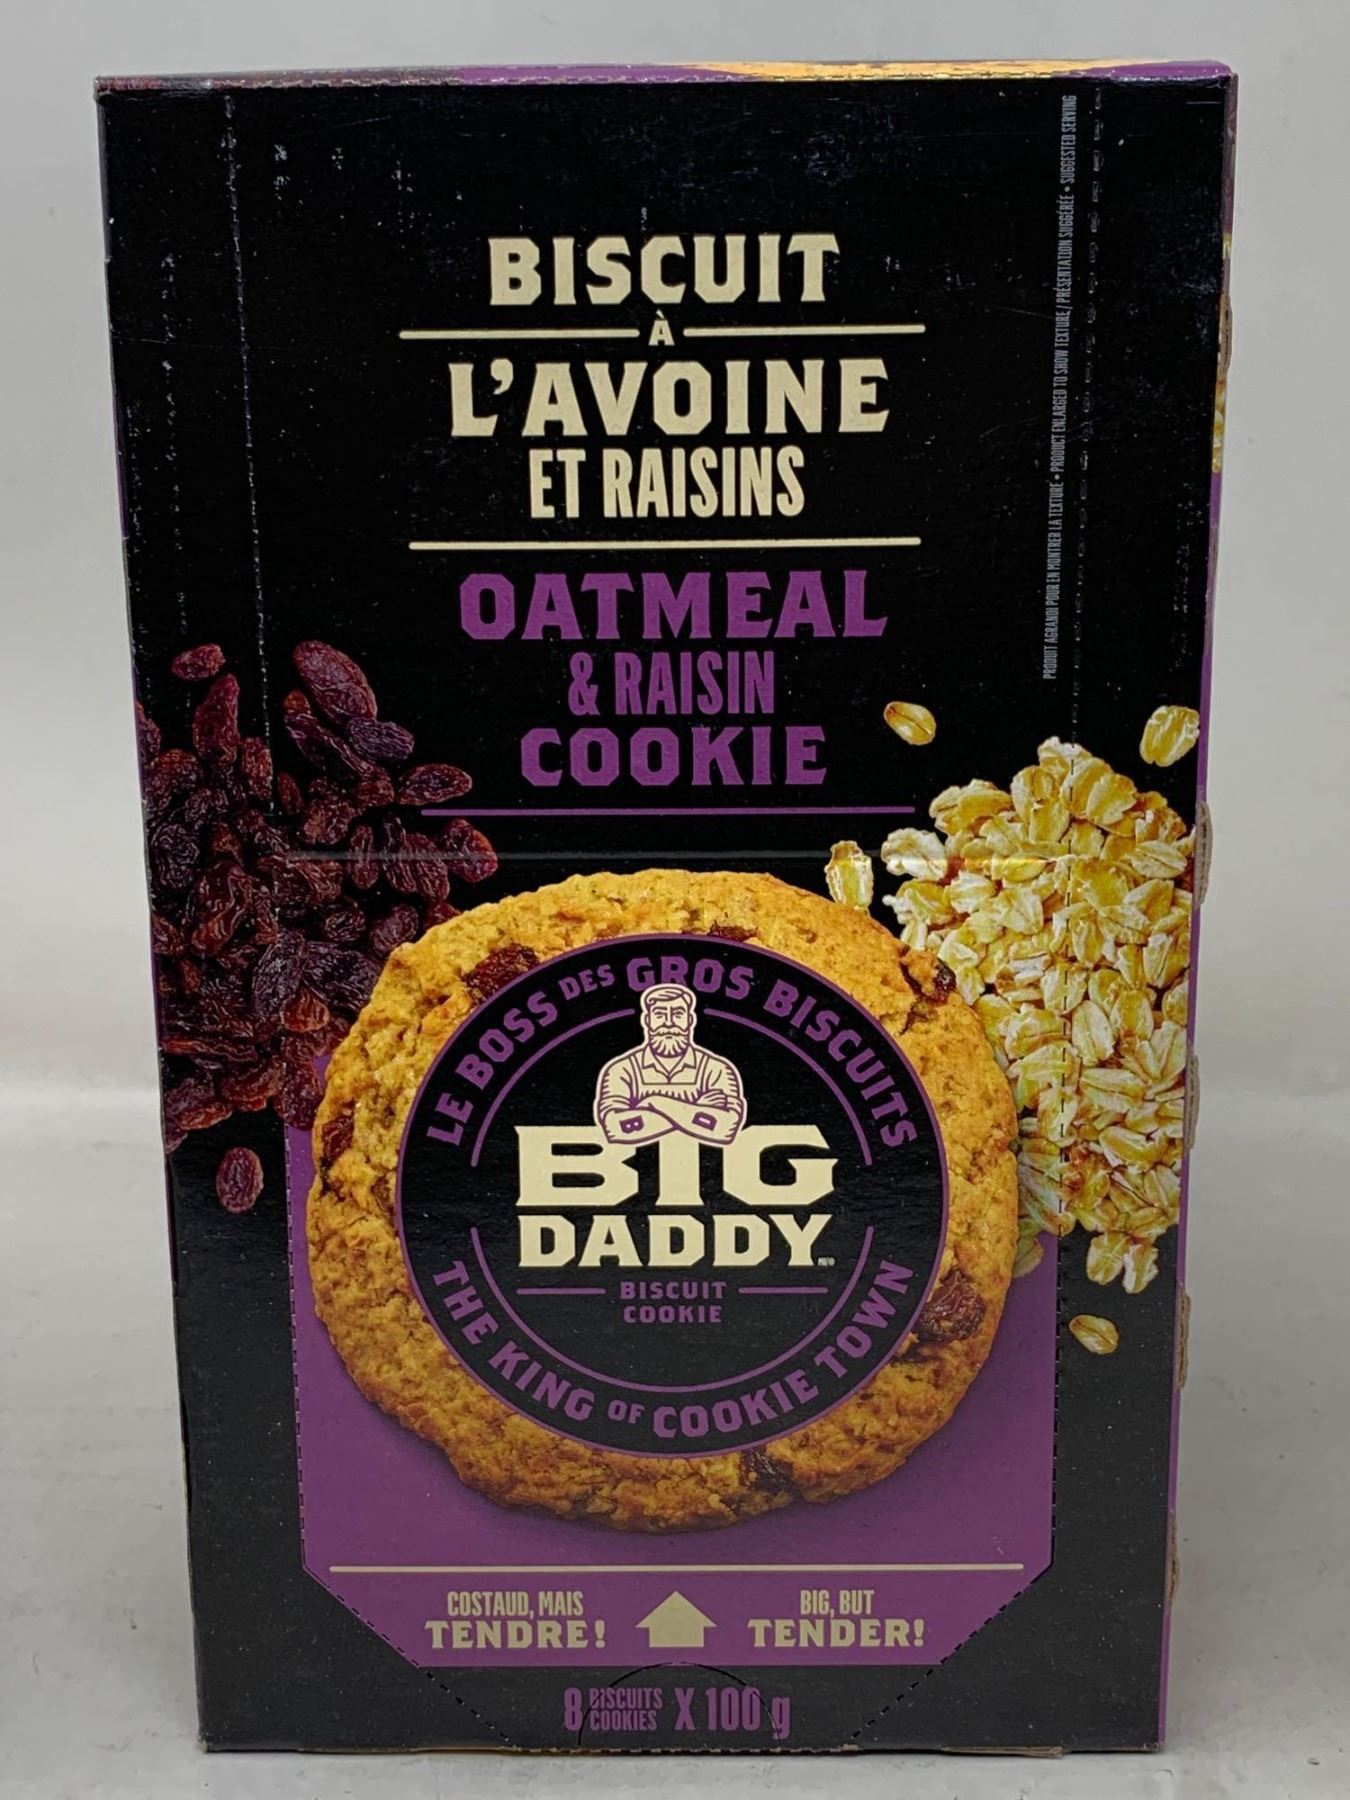 BISCUIT
À
L'AVOINE
ET RAISINS
OATMEAL
& RAISIN
COOKIE
PRODUIT AGRANDI POUR EN MONTRER LA TEXTURE • PRODUCT ENLARGED TO SHOW TEXTURE / PRÉSENTATION SUGGÉRÉE • SUGGESTED SERVING
LE BOSS DES GROS BISCUITS
B D
BIG
DADDY
BISCUIT
COOKIE
THE KING OF COOKIE TOWN
COSTAUD, MAIS
TENDRE!
BIG, BUT
TENDER!
8 BISCUITS
COOKIES X 100 g